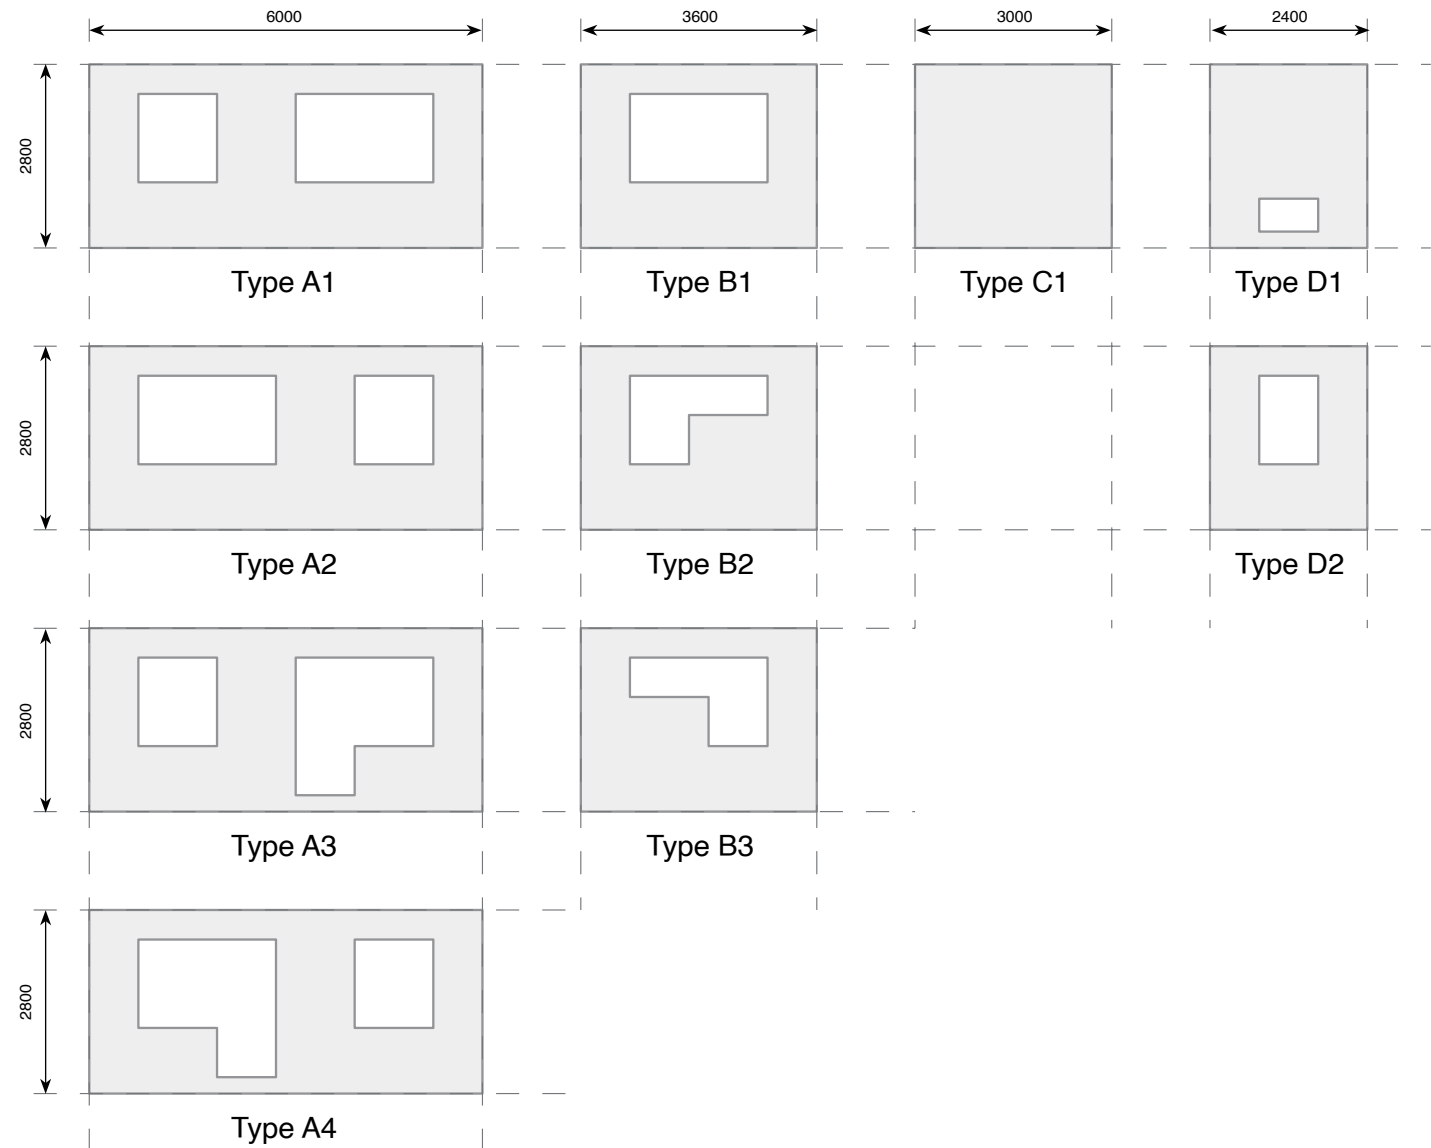 6000
3600
3000
2400
2800
Type A1
Type B1
Type C1
Type D1
2800
Type A2
Type B2
Type D2
2800
Type A3
Type B3
2800
Type A4